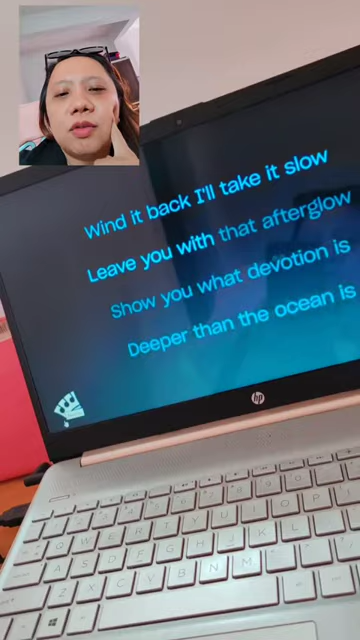 Wind it back I'll take it slow
Leave you with that afterglow
Show you what devotion is
Deeper than the ocean is
hp
Q W E R T Y U I O P
A S D F G H J K L
Z X C V B N M